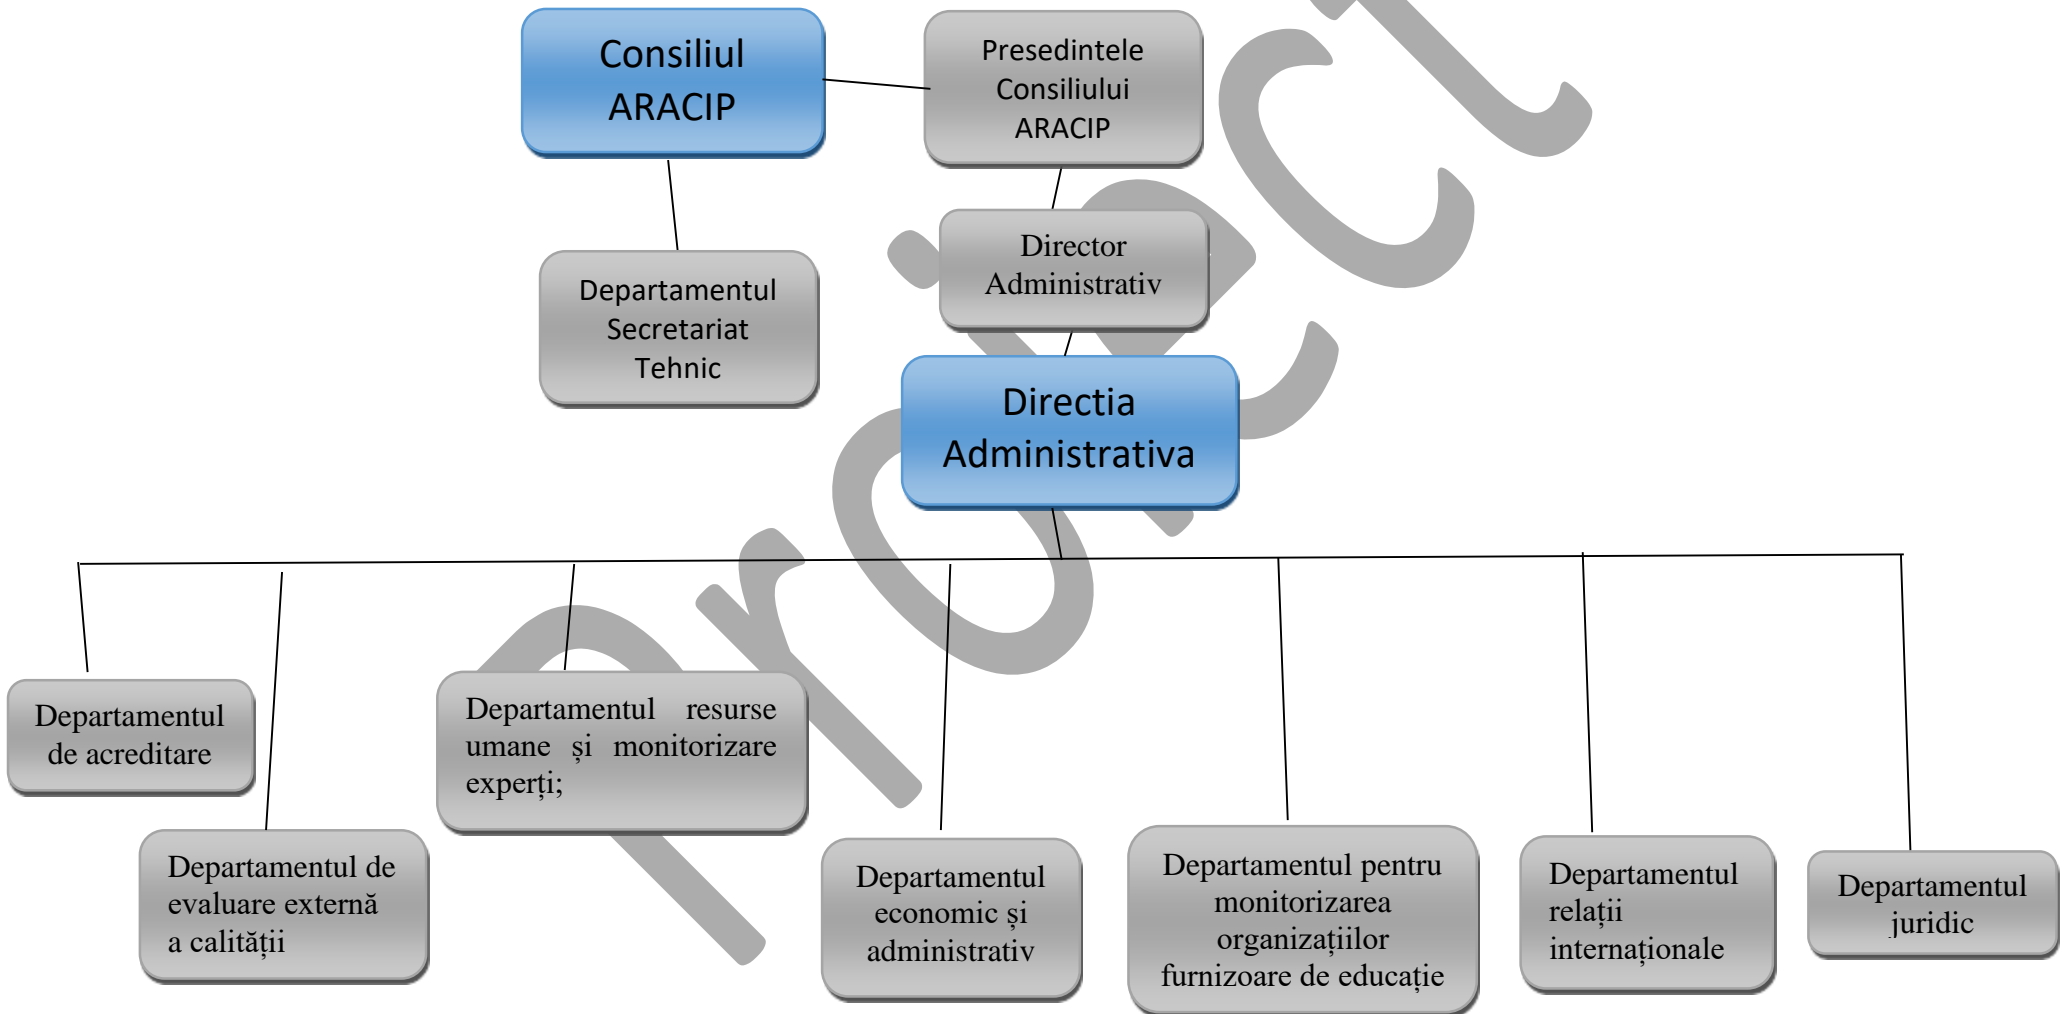 Consiliul
ARACIP
Presedintele
Consiliului
ARACIP
Departamentul
Secretariat
Tehnic
Director
Administrativ
Directia
Administrativa
Departamentul
de acreditare
Departamentul de
evaluare externă
a calității
Departamentul resurse
umane și monitorizare
experți;
Departamentul
economic și
administrativ
Departamentul pentru
monitorizarea
organizațiilor
furnizoare de educație
Departamentul
relații
internaționale
Departamentul
juridic
Proiect